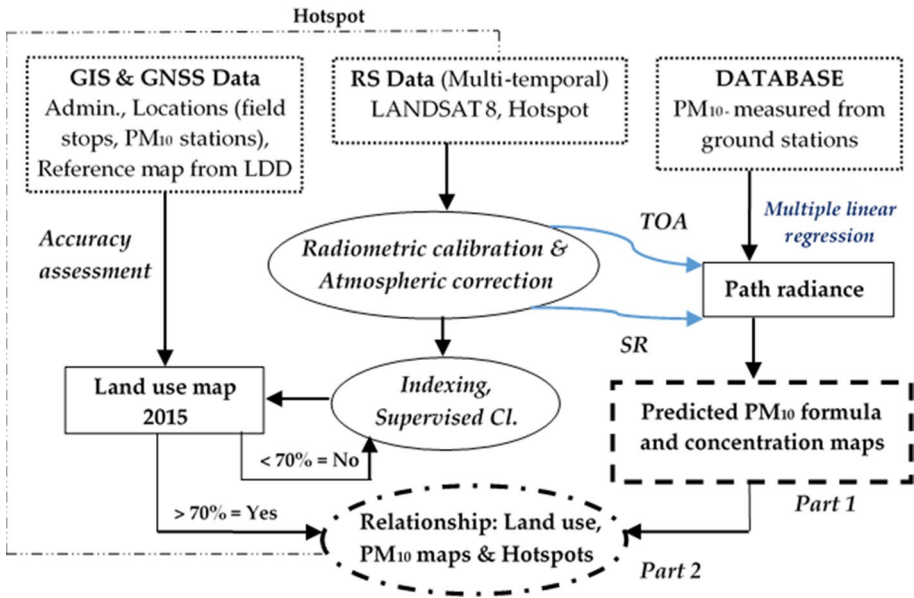 Hotspot
GIS & GNSS Data
Admin., Locations (field
stops, PM10 stations),
Reference map from LDD
RS Data (Multi-temporal)
LANDSAT 8, Hotspot
DATABASE
PM10- measured from
ground stations
Accuracy
assessment
Radiometric calibration &
Atmospheric correction
TOA
Multiple linear
regression
Path radiance
SR
Land use map
2015
Indexing,
Supervised Cl.
Predicted PM10 formula
and concentration maps
< 70% = No
> 70% = Yes
Part 1
Relationship: Land use,
PM10 maps & Hotspots
Part 2